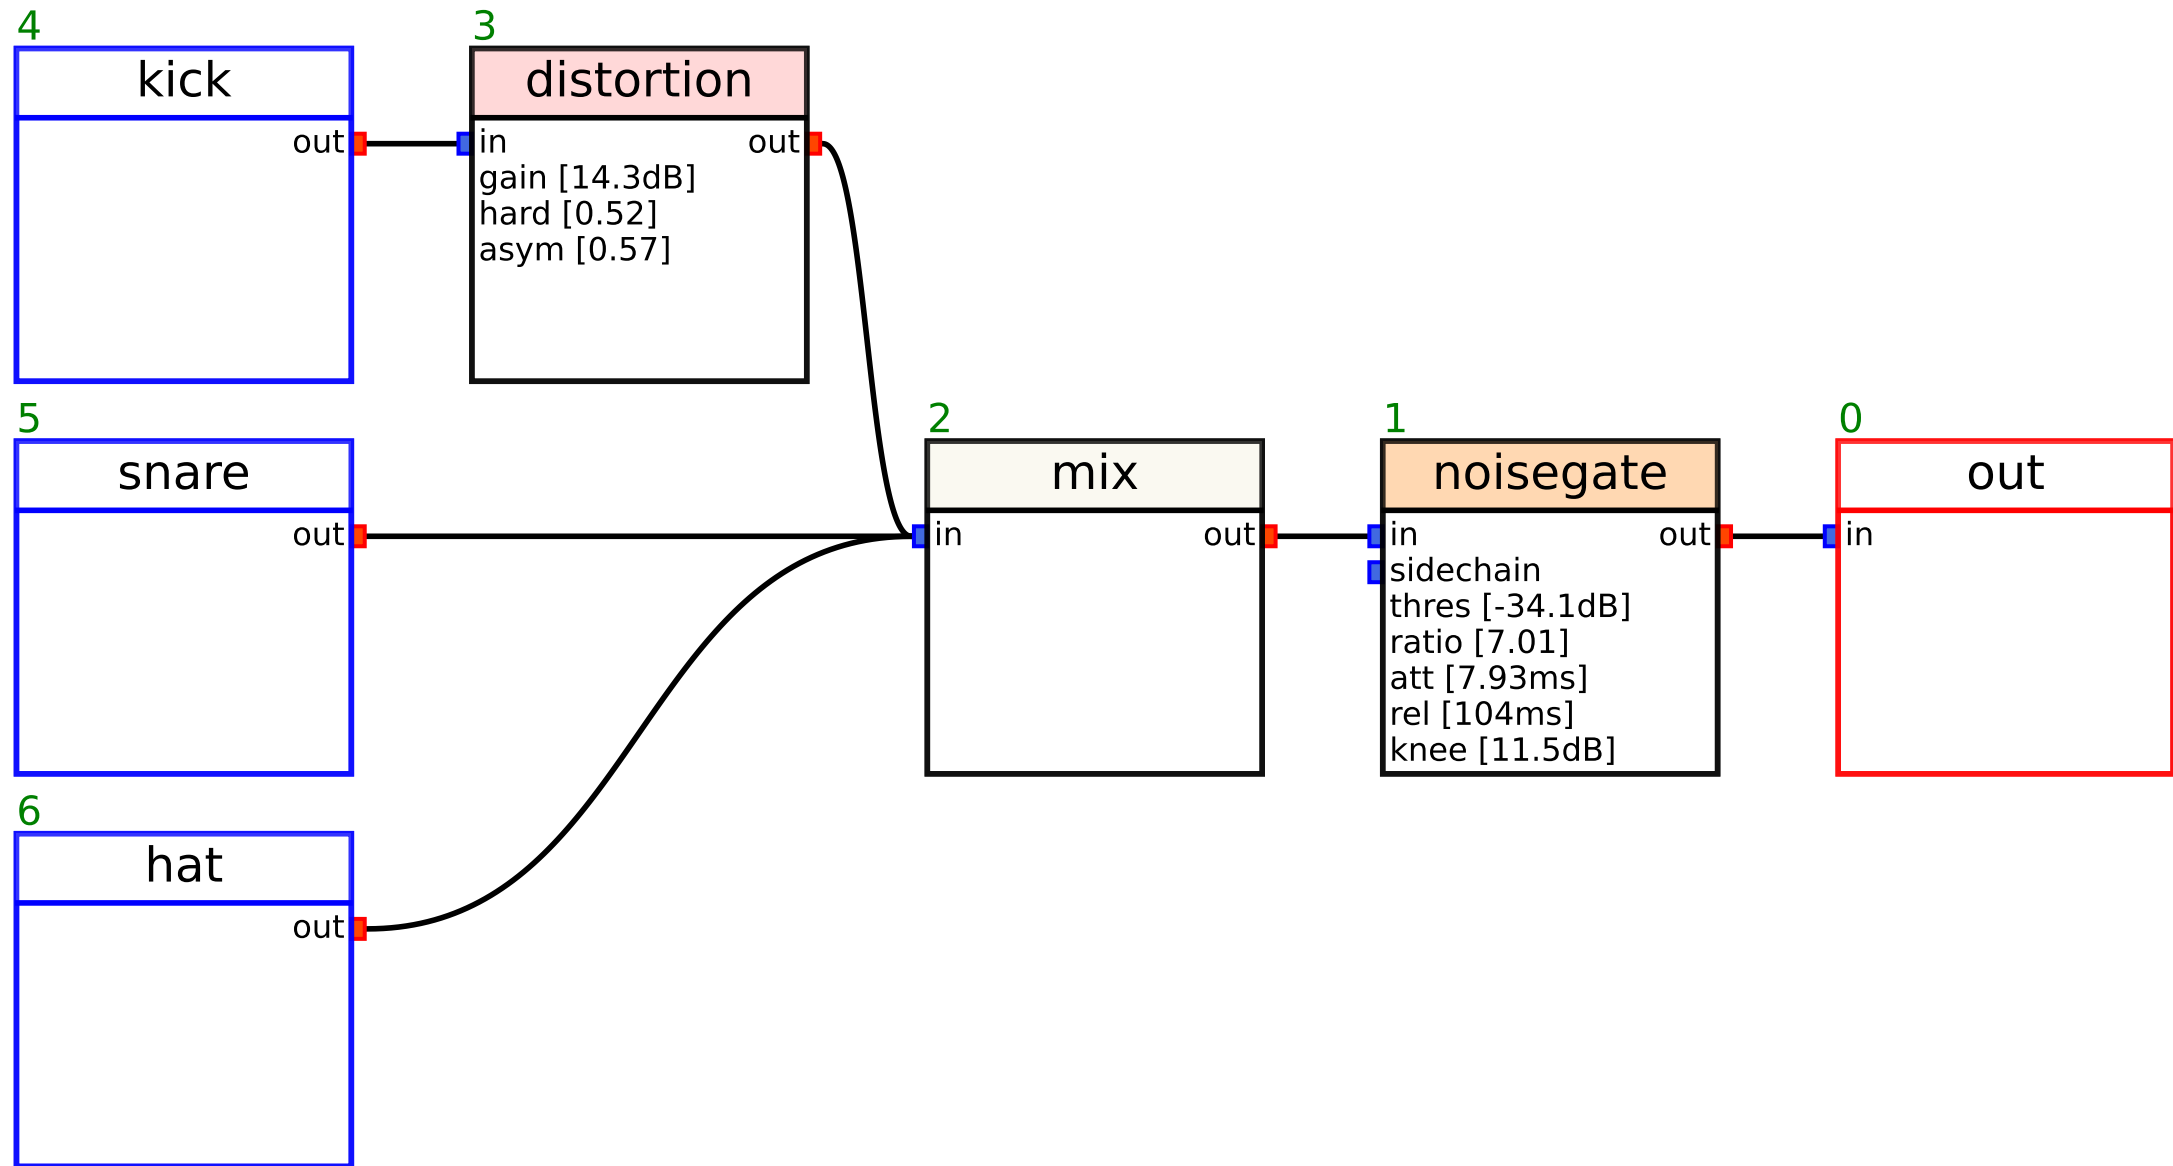 4
kick
out
3
distortion
in
out
gain [14.3dB]
hard [0.52]
asym [0.57]
5
snare
out
2
mix
in
out
1
noisegate
in
out
sidechain
thres [-34.1dB]
ratio [7.01]
att [7.93ms]
rel [104ms]
knee [11.5dB]
0
out
in
6
hat
out